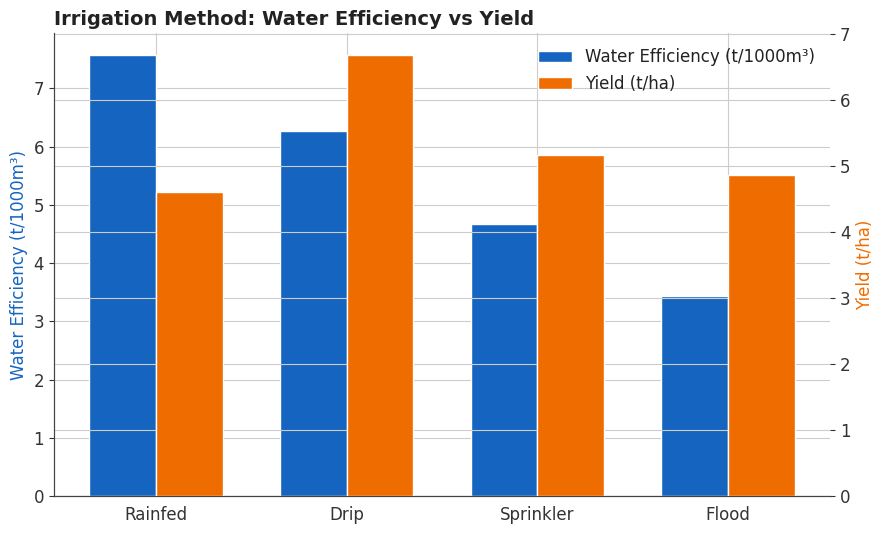 Irrigation Method: Water Efficiency vs Yield
Water Efficiency (t/1000m³)
Yield (t/ha)
Water Efficiency (t/1000m³)
7
6
5
4
3
2
1
0
Yield (t/ha)
7
6
5
4
3
2
1
0
Rainfed
Drip
Sprinkler
Flood